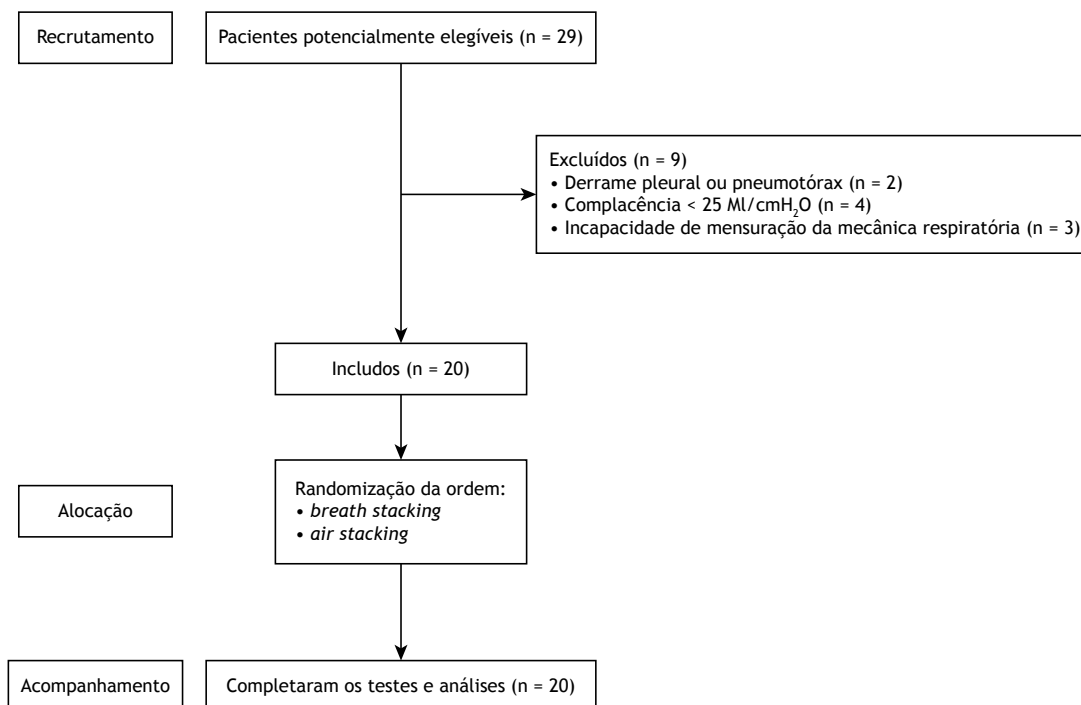 Recrutamento
Pacientes potencialmente elegíveis (n = 29)
Excluídos (n = 9)
• Derrame pleural ou pneumotórax (n = 2)
• Complacência < 25 Ml/cmH₂O (n = 4)
• Incapacidade de mensuração da mecânica respiratória (n = 3)
Includos (n = 20)
Alocação
Randomização da ordem:
• breath stacking
• air stacking
Acompanhamento
Completaram os testes e análises (n = 20)